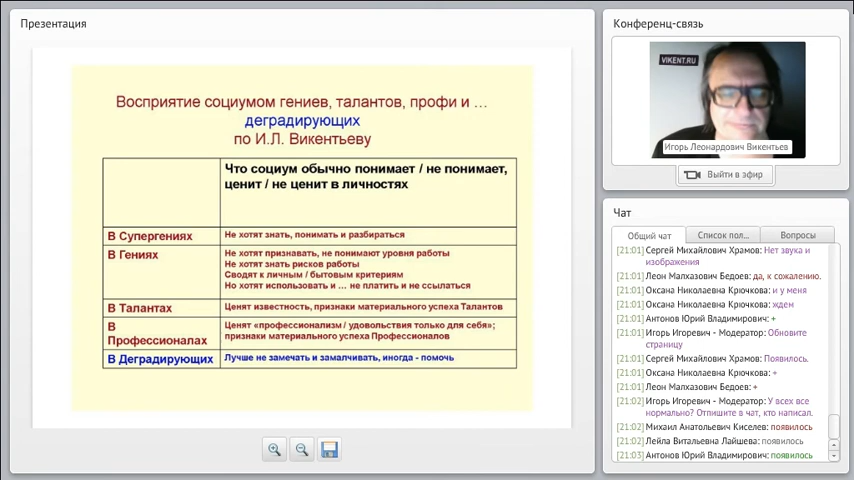 Презентация
Восприятие социумом гениев, талантов, профи и …
деградирующих
по И.Л. Викентьеву
Что социум обычно понимает / не понимает,
ценит / не ценит в личностях
В Супергениях
Не хотят знать, понимать и разбираться
В Гениях
Не хотят признавать, не понимают уровня работы
Не хотят знать рисков работы
Сводят к личным / бытовым критериям
Но хотят использовать и … не платить и не ссылаться
В Талантах
Ценят известность, признаки материального успеха Талантов
В
Профессионалах
Ценят «профессионализм / удовольствия только для себя»;
признаки материального успеха Профессионалов
В Деградирующих
Лучше не замечать и замалчивать, иногда - помочь
Конференц-связь
VIKENT.RU
Игорь Леонардович Викентьев
Выйти в эфир
Чат
Общий чат
Список пол...
Вопросы
[21:01] Сергей Михайлович Храмов: Нет звука и
изображения
[21:01] Леон Малхазович Бедоев: да, к сожалению.
[21:01] Оксана Николаевна Крючкова: и у меня
[21:01] Оксана Николаевна Крючкова: ждем
[21:01] Антонов Юрий Владимирович: +
[21:01] Игорь Игоревич - Модератор: Обновите
страницу
[21:01] Сергей Михайлович Храмов: Появилось.
[21:01] Оксана Николаевна Крючкова: +
[21:01] Леон Малхазович Бедоев: +
[21:02] Игорь Игоревич - Модератор: У всех все
нормально? Отпишите в чат, кто написал.
[21:02] Михаил Анатольевич Киселев: появилось
[21:02] Лейла Витальевна Лайшева: появилось
[21:03] Антонов Юрий Владимирович: появилось